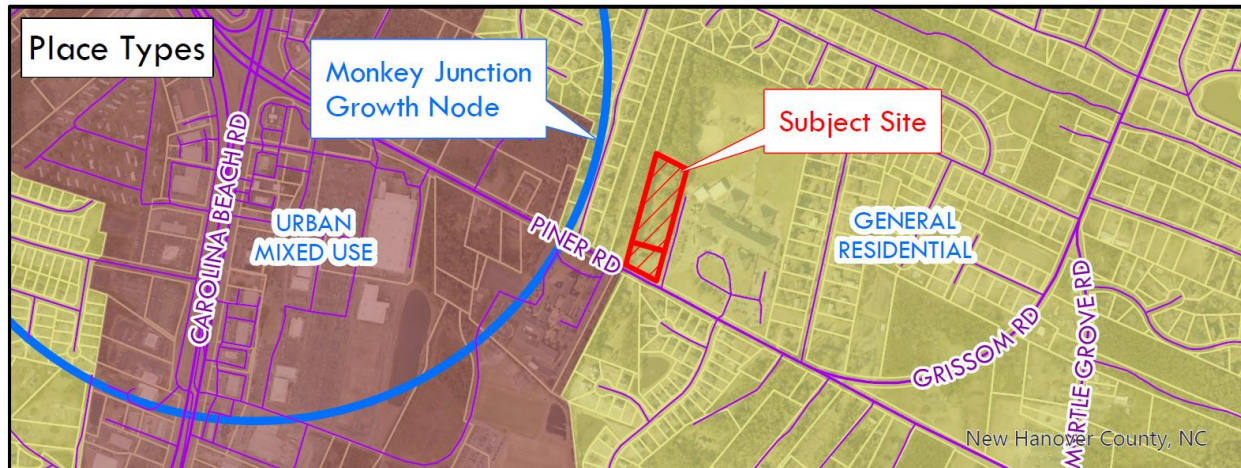 Place Types
Monkey Junction
Growth Node
Subject Site
CAROLINA BEACH RD
URBAN
MIXED USE
PINER RD
GENERAL
RESIDENTIAL
GRISSOM RD
MYRTLE GROVE RD
New Hanover County, NC